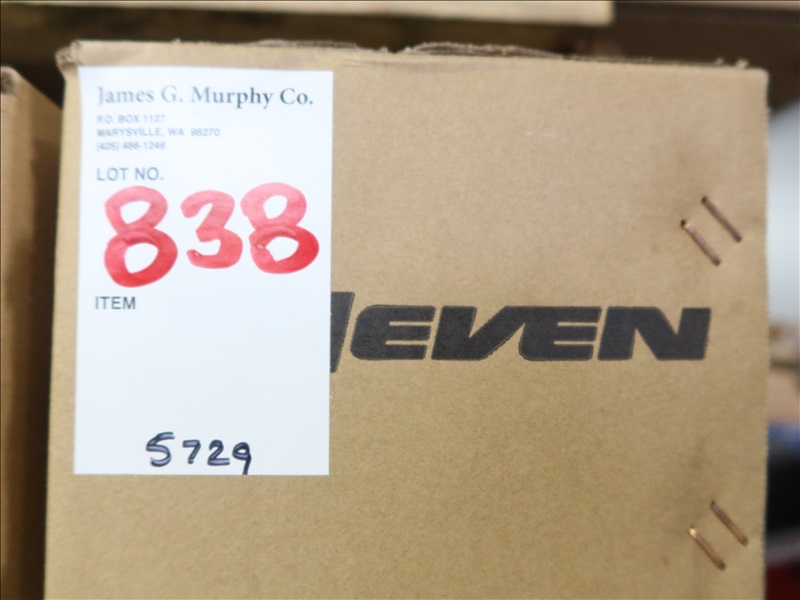 James G. Murphy Co.
P.O. BOX 1127
MARYSVILLE, WA 98270
(425) 486-1246
LOT NO.
838
ITEM
5729
EVEN